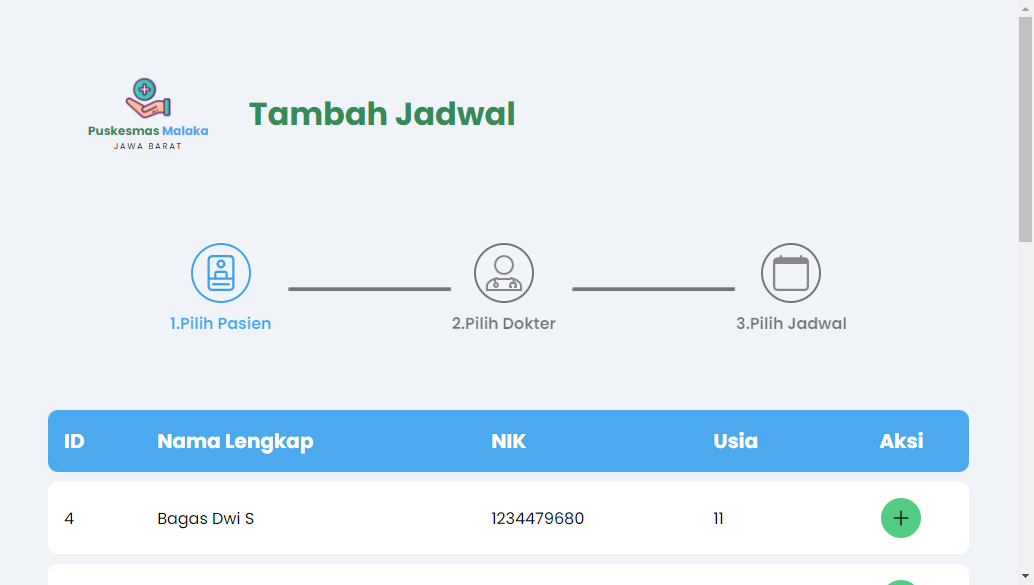 Puskesmas Malaka
JAWA BARAT
Tambah Jadwal
1.Pilih Pasien
2.Pilih Dokter
3.Pilih Jadwal
ID Nama Lengkap NIK Usia Aksi
4 Bagas Dwi S 1234479680 11